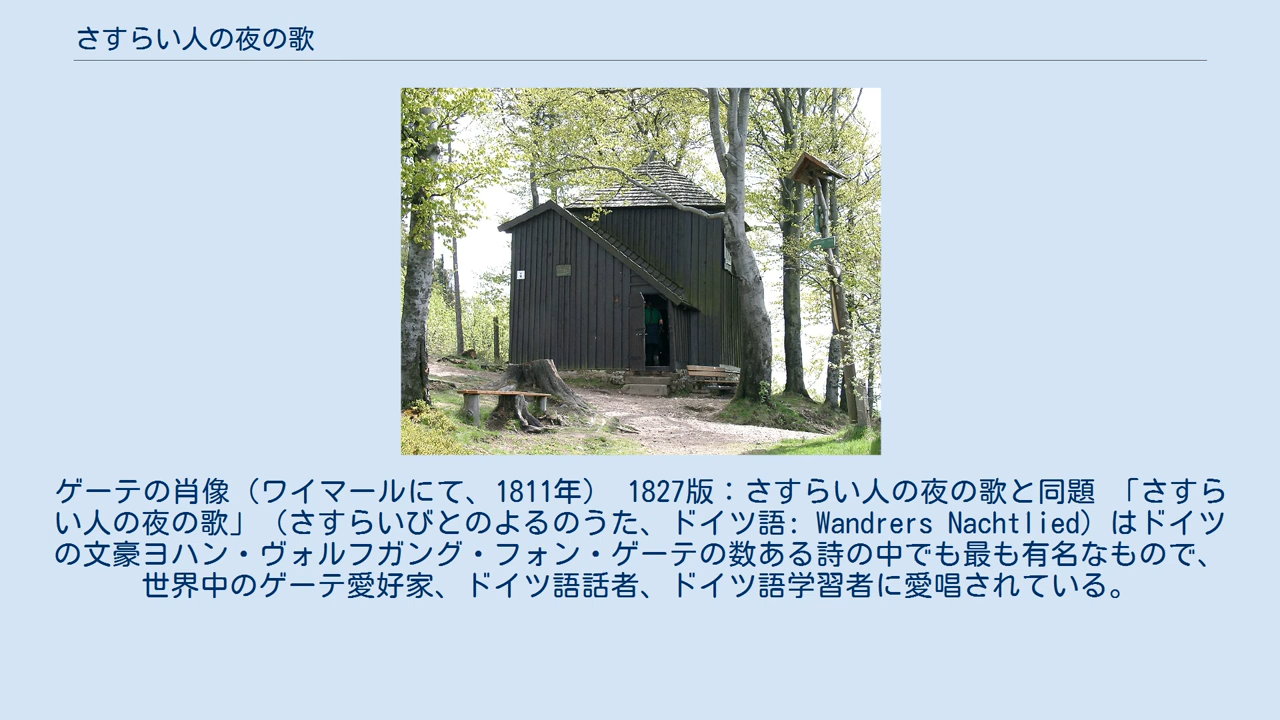 さすらい人の夜の歌
ゲーテの肖像（ワイマールにて、1811年） 1827版：さすらい人の夜の歌と同題 「さすら
い人の夜の歌」（さすらいびとのよるのうた、ドイツ語: Wandrers Nachtlied）はドイツ
の文豪ヨハン・ヴォルフガング・フォン・ゲーテの数ある詩の中でも最も有名なもので、
世界中のゲーテ愛好家、ドイツ語話者、ドイツ語学習者に愛唱されている。